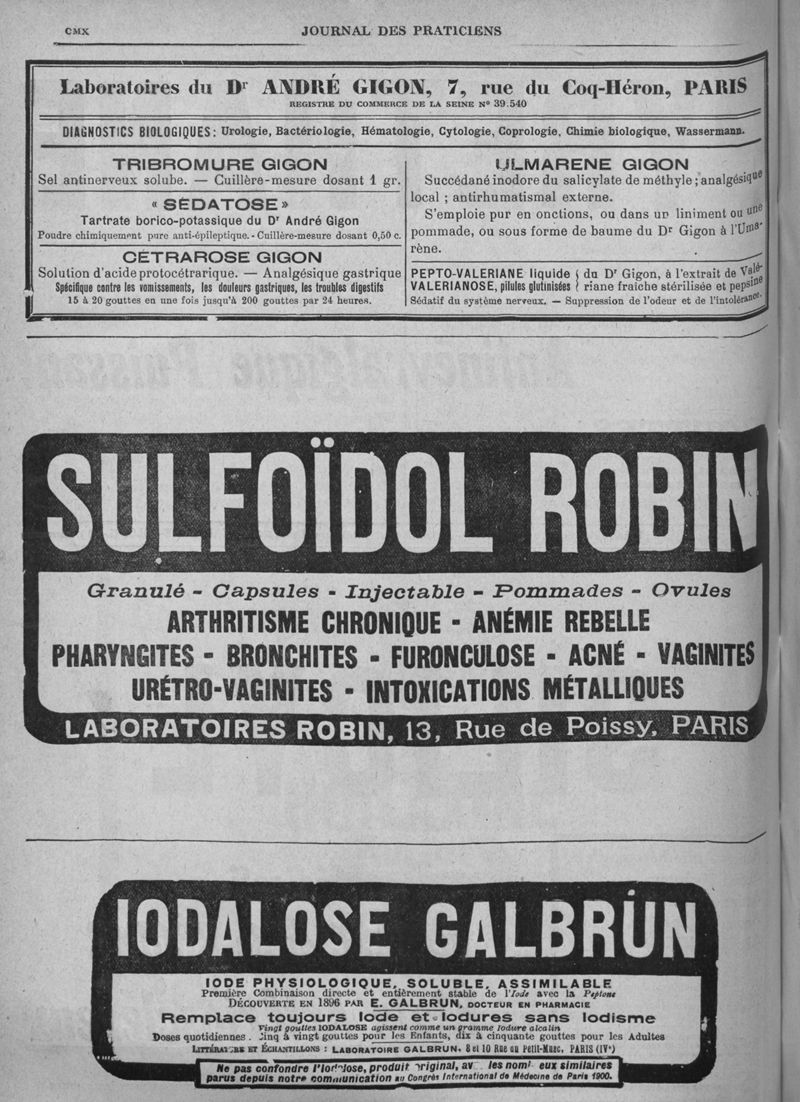 CMX
JOURNAL DES PRATICIENS
Laboratoires du Dr ANDRÉ GIGON, 7, rue du Coq-Héron, PARIS
REGISTRE DU COMMERCE DE LA SEINE N° 39.540
DIAGNOSTICS BIOLOGIQUES: Urologie, Bactériologie, Hématologie, Cytologie, Coprologie, Chimie biologique, Wassermann.
TRIBROMURE GIGON
Sel antinerveux soluble. — Cuillère-mesure dosant 1 gr.
« SÉDATOSE »
Tartrate borico-potassique du Dr André Gigon
Poudre chimiquement pure anti-épileptique. - Cuillère-mesure dosant 0,50 c.
CÉTRAROSE GIGON
Solution d'acide protocétrarique. — Analgésique gastrique
Spécifique contre les vomissements, les douleurs gastriques, les troubles digestifs
15 à 20 gouttes en une fois jusqu'à 200 gouttes par 24 heures.
ULMARENE GIGON
Succédané inodore du salicylate de méthyle; analgésique
local ; antirhumatismal externe.
S'emploie pur en onctions, ou dans un liniment ou une
pommade, ou sous forme de baume du Dr Gigon à l'Uma-
rène.
PEPTO-VALERIANE liquide { du Dr Gigon, à l'extrait de Valé-
VALERIANOSE, pilules glutinisées { riane fraiche stérilisée et pepsine
Sédatif du système nerveux. — Suppression de l'odeur et de l'intolérance.
SULFOÏDOL ROBIN
Granulé - Capsules - Injectable - Pommades - Ovules
ARTHRITISME CHRONIQUE - ANÉMIE REBELLE
PHARYNGITES - BRONCHITES - FURONCULOSE - ACNÉ - VAGINITES
URÉTRO-VAGINITES - INTOXICATIONS MÉTALLIQUES
LABORATOIRES ROBIN, 13, Rue de Poissy, PARIS
IODALOSE GALBRUN
IODE PHYSIOLOGIQUE, SOLUBLE, ASSIMILABLE
Première Combinaison directe et entièrement stable de l'Iode avec la Peptone
DÉCOUVERTE EN 1896 PAR E. GALBRUN, DOCTEUR EN PHARMACIE
Remplace toujours Iode et Iodures sans Iodisme
Vingt gouttes IODALOSE agissent comme un gramme Iodure alcalin
Doses quotidiennes : Cinq à vingt gouttes pour les Enfants, dix à cinquante gouttes pour les Adultes
LITTÉRATURE ET ÉCHANTILLONS : LABORATOIRE GALBRUN, 8 et 10 Rue du Petit-Musc, PARIS (IVe)
Ne pas confondre l'Iodalose, produit original, avec les nombreux similaires
parus depuis notre communication au Congrès International de Médecine de Paris 1900.